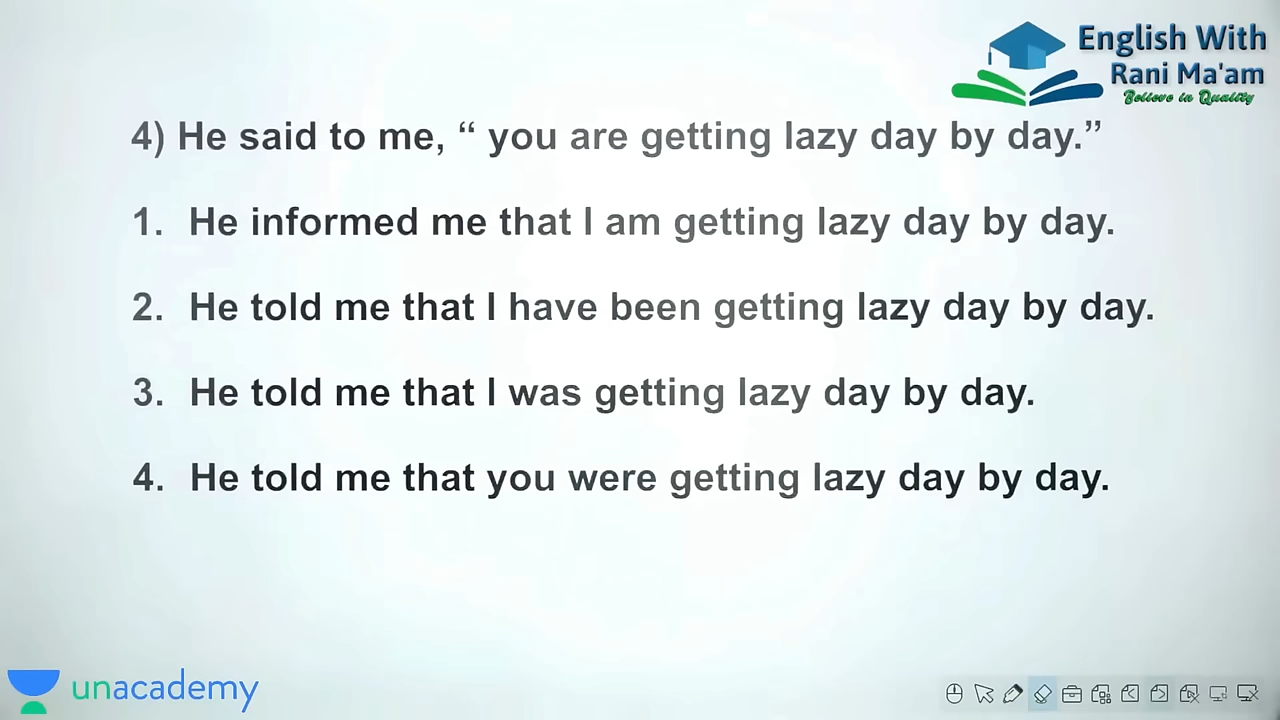 English With
Rani Ma'am
Believe in Quality
4) He said to me, “ you are getting lazy day by day.”
1. He informed me that I am getting lazy day by day.
2. He told me that I have been getting lazy day by day.
3. He told me that I was getting lazy day by day.
4. He told me that you were getting lazy day by day.
unacademy